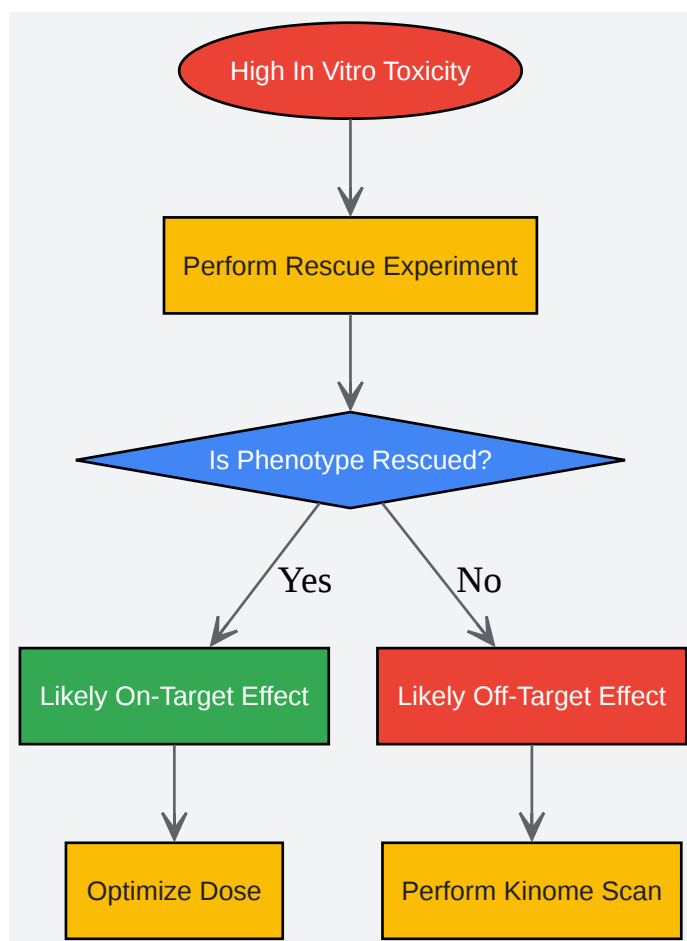 High In Vitro Toxicity
Perform Rescue Experiment
Is Phenotype Rescued?
Yes
No
Likely On-Target Effect
Likely Off-Target Effect
Optimize Dose
Perform Kinome Scan